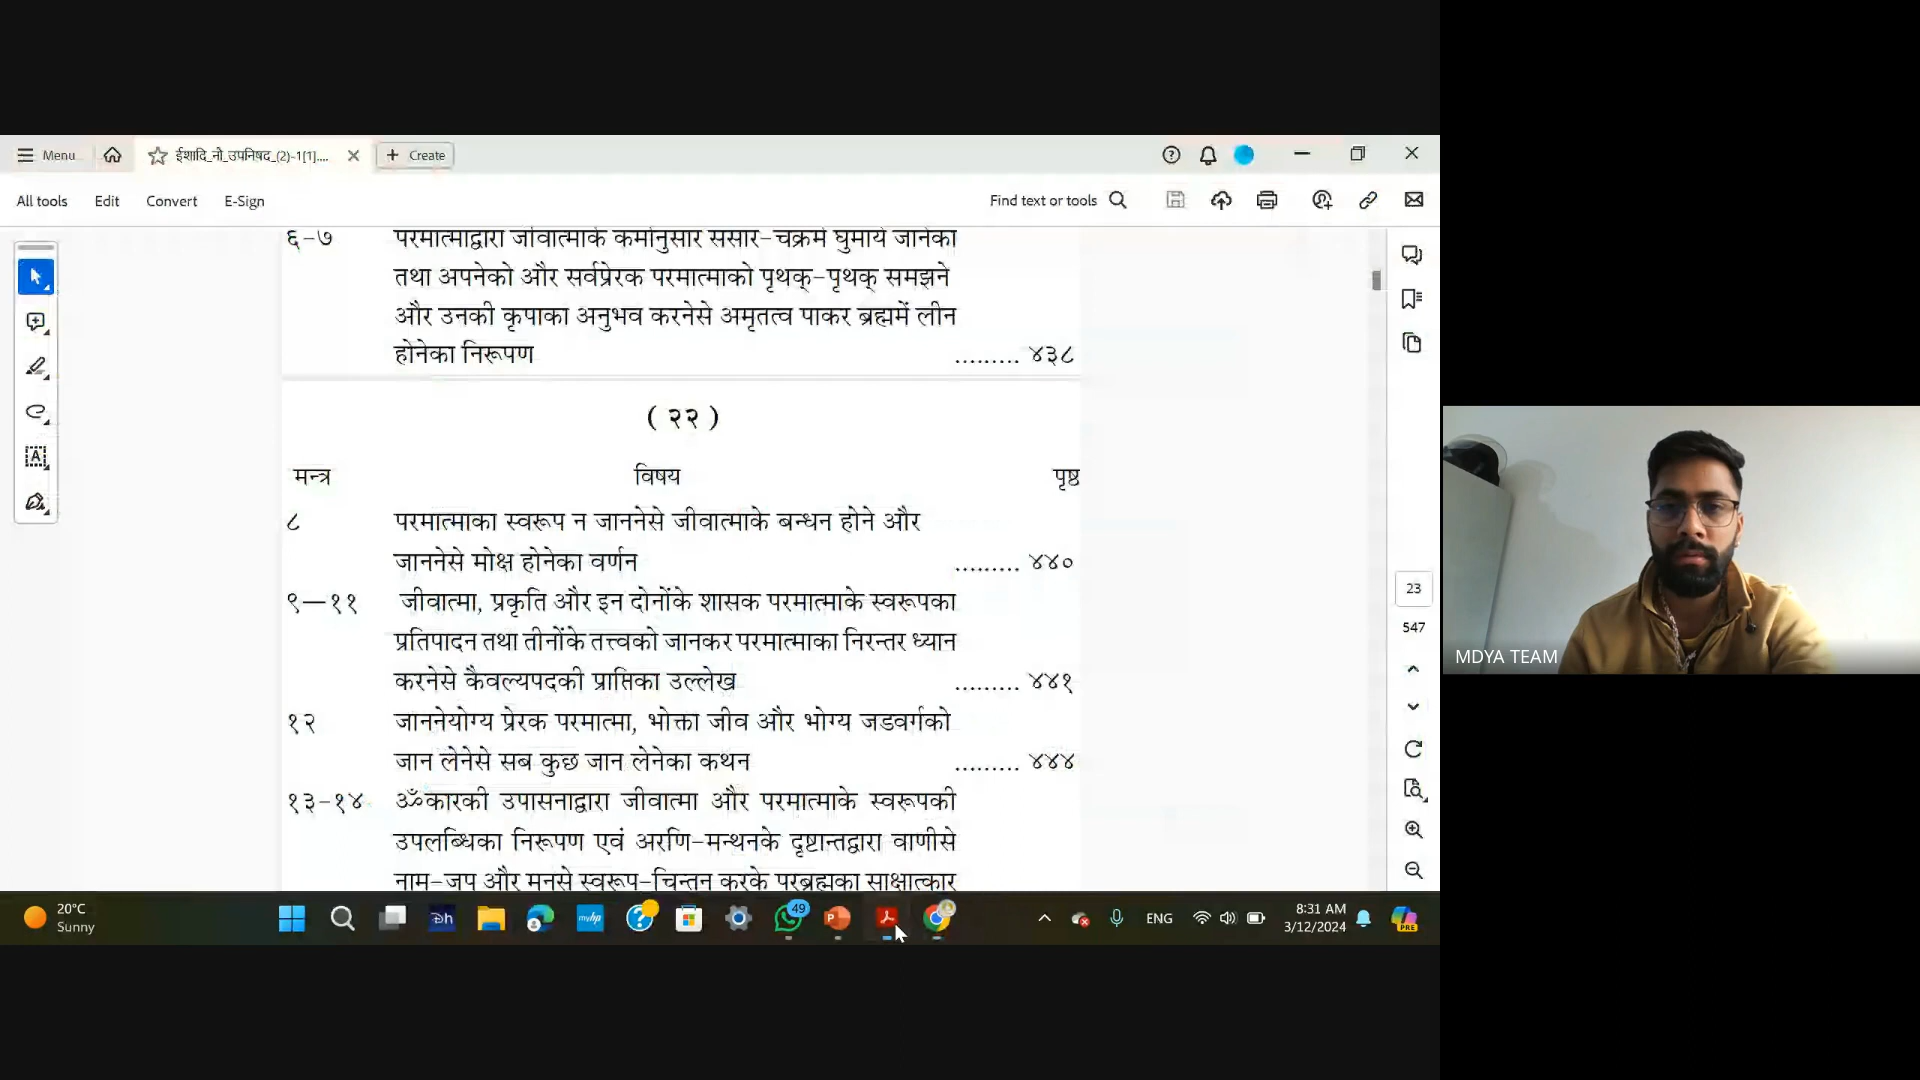 Menu
ईशादि_नो_उपनिषद_(2)-1[1]....
Create
All tools
Edit
Convert
E-Sign
Find text or tools
६-७ परमात्माद्वारा जीवात्माके कर्मानुसार संसार-चक्रमें घुमाये जानेका
तथा अपनेको और सर्वप्रेरक परमात्माको पृथक्-पृथक् समझने
और उनकी कृपाका अनुभव करनेसे अमृतत्व पाकर ब्रह्ममें लीन
होनेका निरूपण ......... ४३८
( २२ )
मन्त्र विषय पृष्ठ
८ परमात्माका स्वरूप न जाननेसे जीवात्माके बन्धन होने और
जाननेसे मोक्ष होनेका वर्णन ......... ४४०
९—११ जीवात्मा, प्रकृति और इन दोनोंके शासक परमात्माके स्वरूपका
प्रतिपादन तथा तीनोंके तत्त्वको जानकर परमात्माका निरन्तर ध्यान
करनेसे कैवल्यपदकी प्राप्तिका उल्लेख ......... ४४१
१२ जाननेयोग्य प्रेरक परमात्मा, भोक्ता जीव और भोग्य जडवर्गको
जान लेनेसे सब कुछ जान लेनेका कथन ......... ४४४
१३-१४ ॐकारकी उपासनाद्वारा जीवात्मा और परमात्माके स्वरूपकी
उपलब्धिका निरूपण एवं अरणि-मन्थनके दृष्टान्तद्वारा वाणीसे
नाम-जप और मनसे स्वरूप-चिन्तन करके परब्रह्मका साक्षात्कार
23
547
MDYA TEAM
20°C
Sunny
Dh
myhp
49
ENG
8:31 AM
3/12/2024
PRE